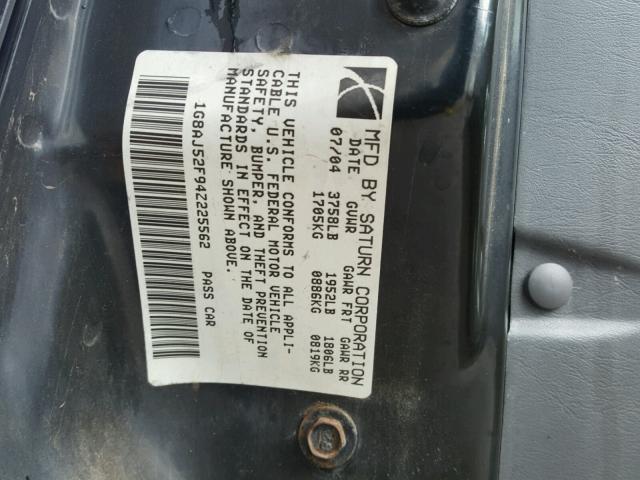 MFD BY SATURN CORPORATION
DATE GVWR GAWR FRT GAWR RR
07/04 3758LB 1952LB 1806LB
1705KG 0886KG 0819KG
THIS VEHICLE CONFORMS TO ALL APPLI-
CABLE U.S. FEDERAL MOTOR VEHICLE
SAFETY, BUMPER, AND THEFT PREVENTION
STANDARDS IN EFFECT ON THE DATE OF
MANUFACTURE SHOWN ABOVE.
1G8AJ52F94Z225562 PASS CAR